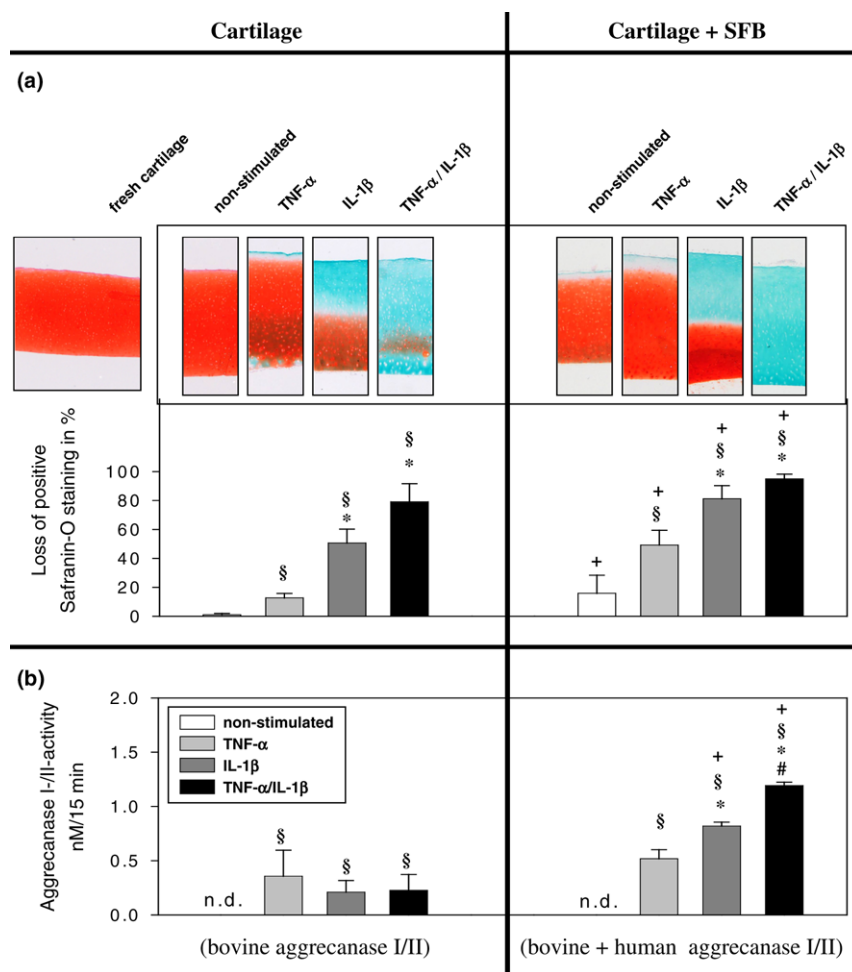 Cartilage
Cartilage + SFB
(a)
fresh cartilage
non-stimulated
TNF-α
IL-1β
TNF-α / IL-1β
non-stimulated
TNF-α
IL-1β
TNF-α / IL-1β
Loss of positive
Safranin-O staining in %
100
80
60
40
20
0
§
§
*
§
*
+
+
§
+
§
*
+
§
*
(b)
Aggrecanase I-/II-activity
nM/15 min
2.0
1.5
1.0
0.5
0.0
non-stimulated
TNF-α
IL-1β
TNF-α/IL-1β
n.d.
§
§
§
n.d.
§
+
§
*
+
§
*
#
(bovine aggrecanase I/II)
(bovine + human aggrecanase I/II)